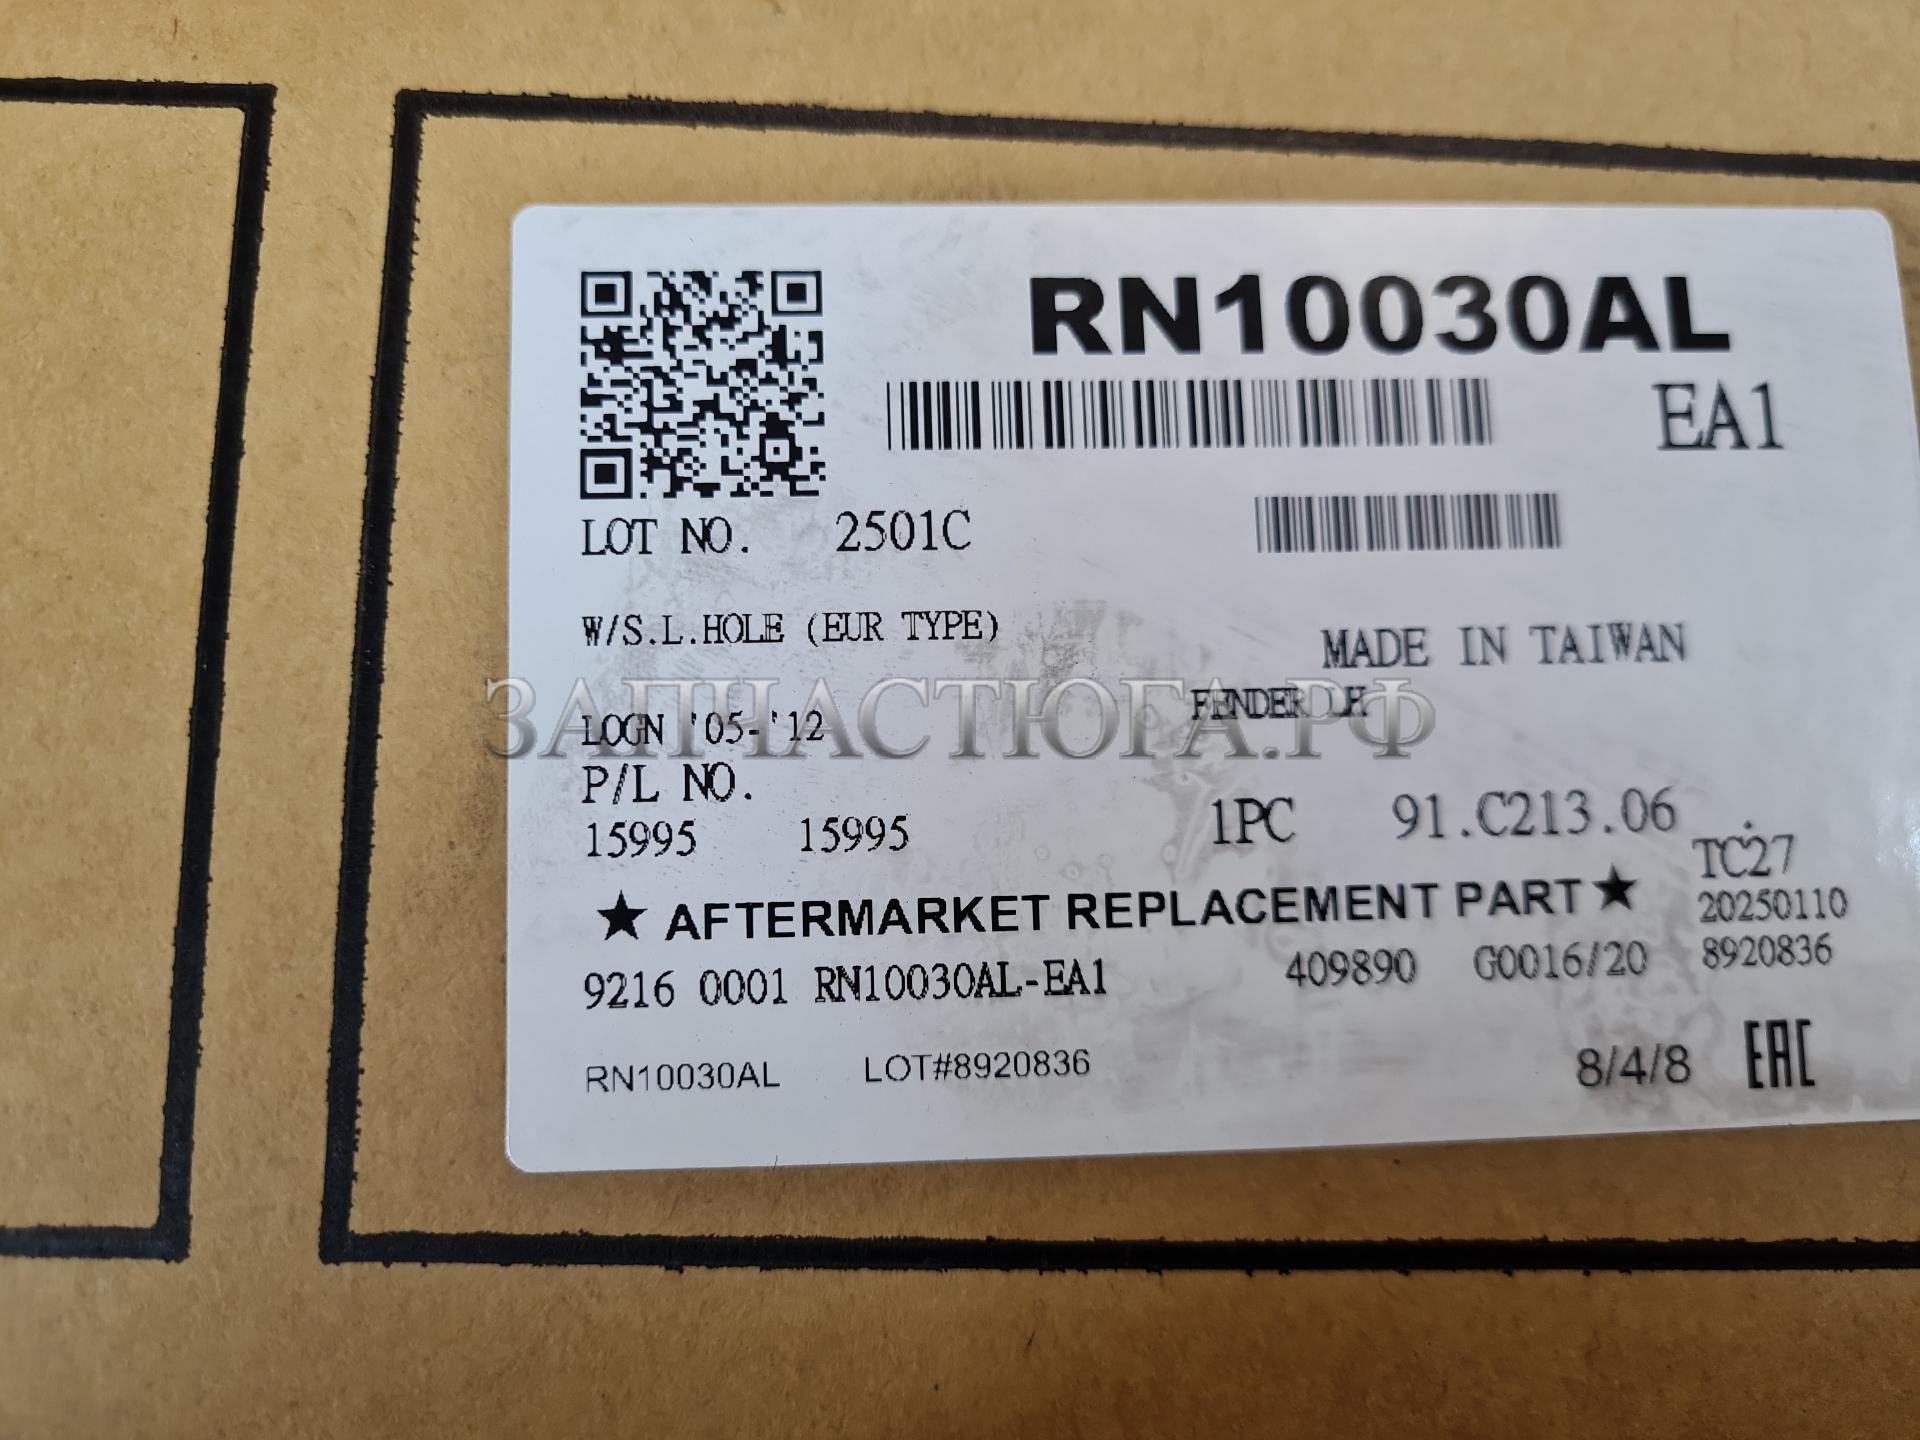 RN10030AL
EA1
LOT NO. 2501C
W/S.L.HOLE (EUR TYPE)
MADE IN TAIWAN
FENDER LH
ЗАПЧАСТЮГА.РФ
LOGN '05-'12
P/L NO.
15995 15995 1PC 91.C213.06
TC27
★ AFTERMARKET REPLACEMENT PART ★ 20250110
9216 0001 RN10030AL-EA1 409890 G0016/20 8920836
RN10030AL LOT#8920836 8/4/8 EAC